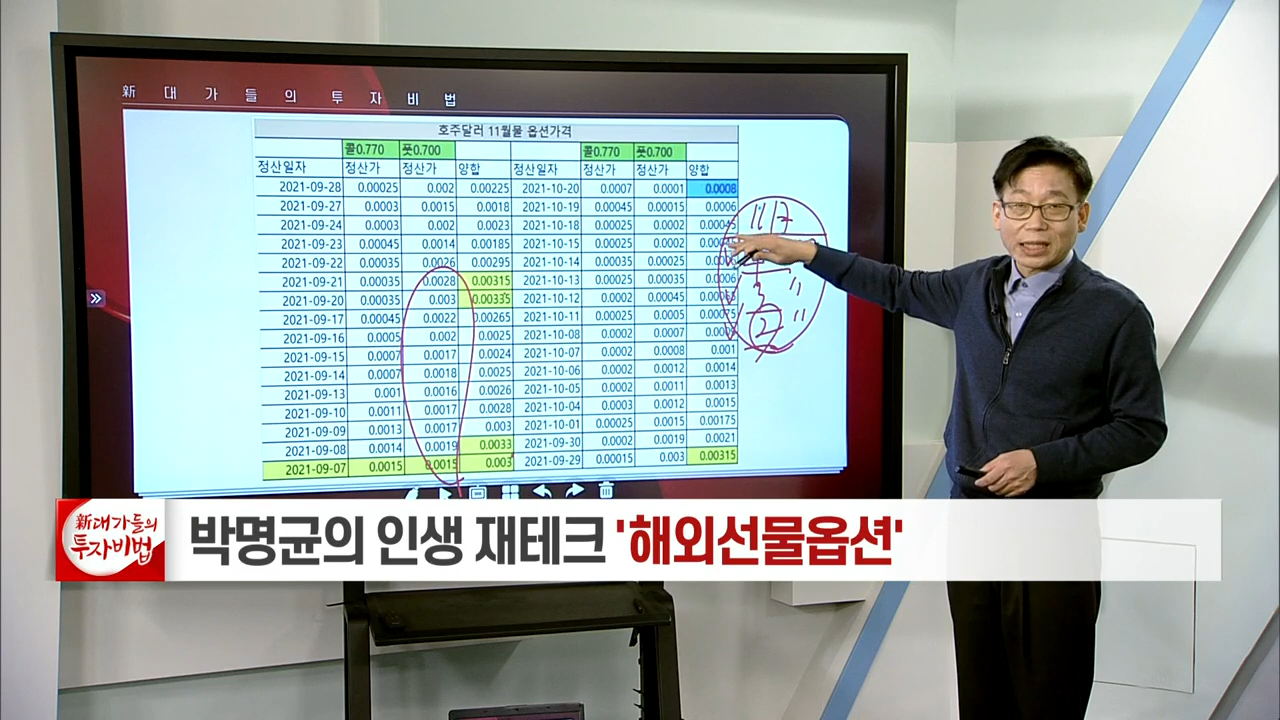 新 대 가 들 의 투 자 비 법
호주달러 11월물 옵션가격
콜0.770 풋0.700 콜0.770 풋0.700
정산일자 정산가 정산가 양합 정산일자 정산가 정산가 양합
2021-09-28 0.00025 0.002 0.00225 2021-10-20 0.0007 0.0001 0.0008
2021-09-27 0.0003 0.0015 0.0018 2021-10-19 0.00045 0.00015 0.0006
2021-09-24 0.0003 0.002 0.0023 2021-10-18 0.00025 0.0002 0.00045
2021-09-23 0.00045 0.0014 0.00185 2021-10-15 0.00025 0.0002
2021-09-22 0.00035 0.0026 0.00295 2021-10-14 0.00035 0.00025
2021-09-21 0.00035 0.0028 0.00315 2021-10-13 0.00025 0.00035 0.0006
2021-09-20 0.00035 0.003 0.00335 2021-10-12 0.0002 0.00045
2021-09-17 0.00045 0.0022 0.00265 2021-10-11 0.00025 0.0005 0.00075
2021-09-16 0.0005 0.002 0.0025 2021-10-08 0.0002 0.0007
2021-09-15 0.0007 0.0017 0.0024 2021-10-07 0.0002 0.0008 0.001
2021-09-14 0.0007 0.0018 0.0025 2021-10-06 0.0002 0.0012 0.0014
2021-09-13 0.001 0.0016 0.0026 2021-10-05 0.0002 0.0011 0.0013
2021-09-10 0.0011 0.0017 0.0028 2021-10-04 0.0003 0.0012 0.0015
2021-09-09 0.0013 0.0017 0.003 2021-10-01 0.00025 0.0015 0.00175
2021-09-08 0.0014 0.0019 0.0033 2021-09-30 0.0002 0.0019 0.0021
2021-09-07 0.0015 0.0015 0.003 2021-09-29 0.00015 0.003 0.00315
新대가들의
투자비법
박명균의 인생 재테크 '해외선물옵션'